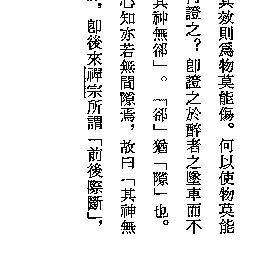 其效則爲物莫能傷。何以使物莫能
證之？卽證之於醉者之墜車而不
其神無郤」。「郤」猶「隙」也。
心知亦若無間隙焉，故曰「其神無
，卽後來禪宗所謂「前後際斷」，